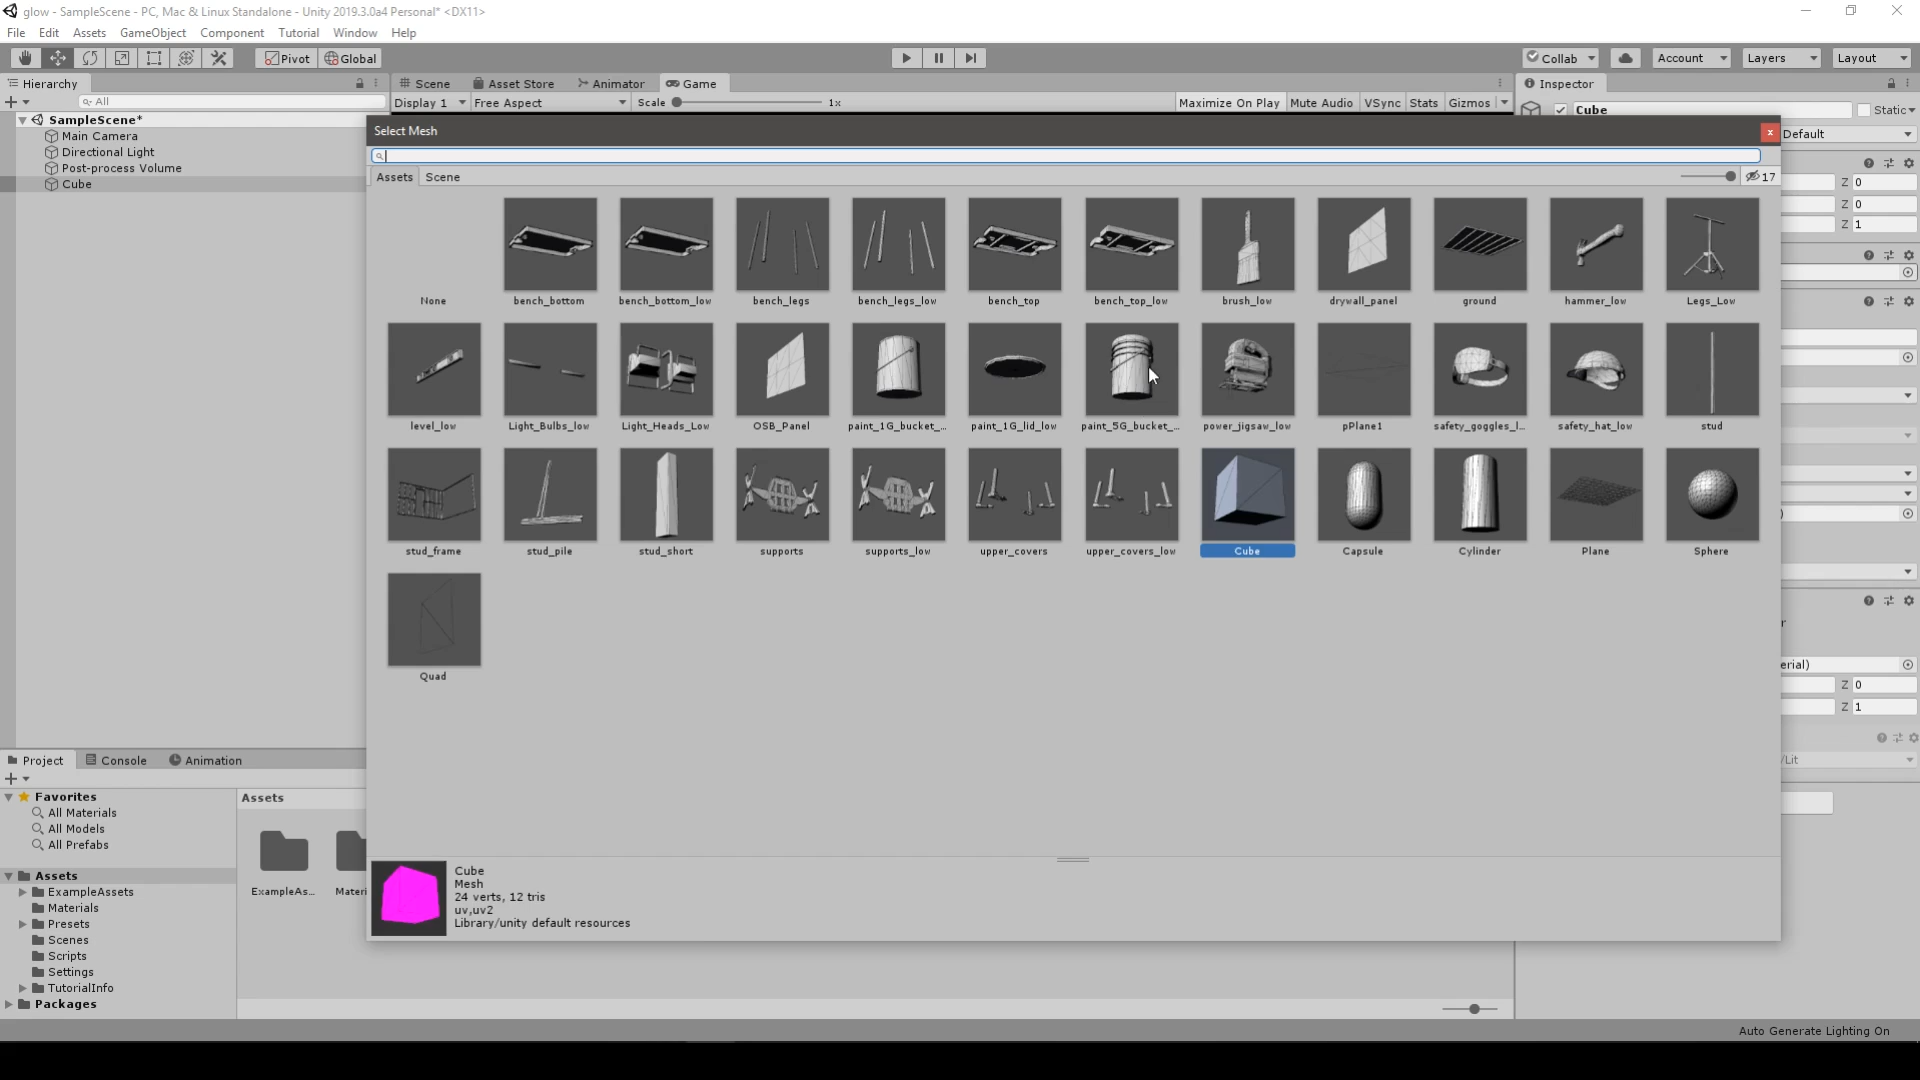 glow - SampleScene - PC, Mac & Linux Standalone - Unity 2019.3.0a4 Personal* <DX11>
File Edit Assets GameObject Component Tutorial Window Help
Pivot Global Collab Account Layers Layout
Hierarchy Scene Asset Store Animator Game Inspector
All Display 1 Free Aspect Scale 1x Maximize On Play Mute Audio VSync Stats Gizmos
Cube Static
SampleScene*
Main Camera
Directional Light
Post-process Volume
Cube
Select Mesh x
Default
Assets Scene 17
Z 0
Z 0
Z 1
None bench_bottom bench_bottom_low bench_legs bench_legs_low bench_top bench_top_low brush_low drywall_panel ground hammer_low Legs_Low
level_low Light_Bulbs_low Light_Heads_Low OSB_Panel paint_1G_bucket_... paint_1G_lid_low paint_5G_bucket_... power_jigsaw_low pPlane1 safety_goggles_l... safety_hat_low stud
stud_frame stud_pile stud_short supports supports_low upper_covers upper_covers_low Cube Capsule Cylinder Plane Sphere
Quad
r
erial)
Z 0
Z 1
/Lit
Project Console Animation
Favorites
All Materials
All Models
All Prefabs
Assets
ExampleAssets
Materials
Presets
Scenes
Scripts
Settings
TutorialInfo
Packages
Assets
ExampleAs... Materi
Cube
Mesh
24 verts, 12 tris
uv,uv2
Library/unity default resources
Auto Generate Lighting On